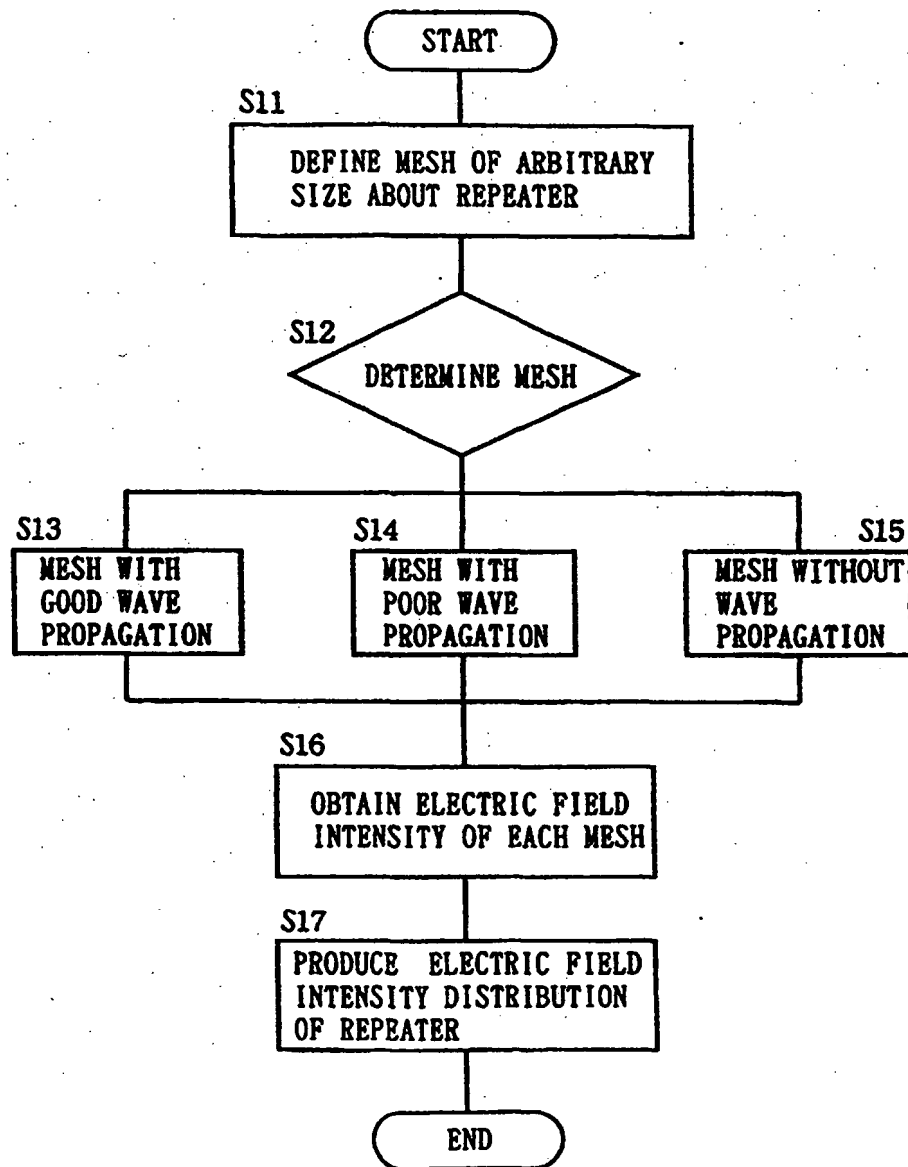 START
S11
DEFINE MESH OF ARBITRARY
SIZE ABOUT REPEATER
S12
DETERMINE MESH
S13
MESH WITH
GOOD WAVE
PROPAGATION
S14
MESH WITH
POOR WAVE
PROPAGATION
S15
MESH WITHOUT
WAVE
PROPAGATION
S16
OBTAIN ELECTRIC FIELD
INTENSITY OF EACH MESH
S17
PRODUCE ELECTRIC FIELD
INTENSITY DISTRIBUTION
OF REPEATER
END